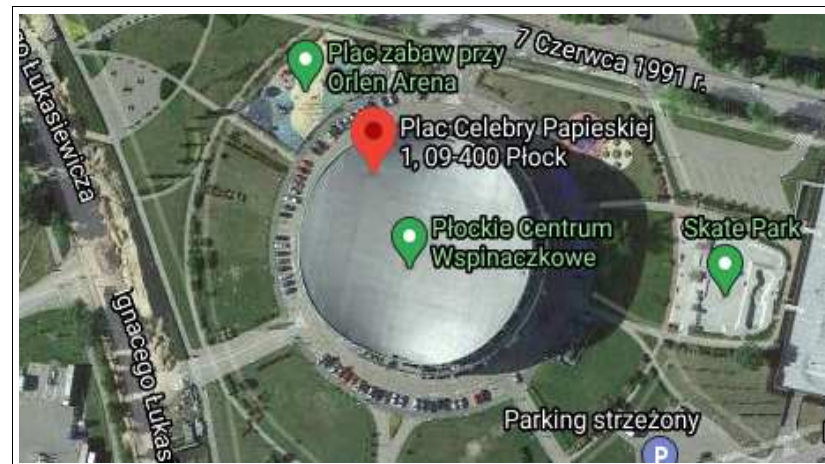 Plac zabaw przy
Orlen Arena
7 Czerwca 1991 r.
go Łukasiewicza
Plac Celebry Papieskiej
1, 09-400 Płock
Płockie Centrum
Wspinaczkowe
Skate Park
Ignacego Łukas
Parking strzeżony
P